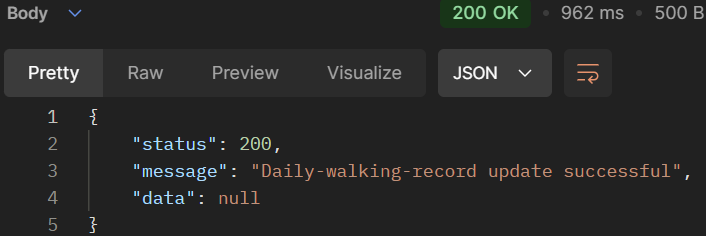 Body 200 OK • 962 ms • 500 B
Pretty Raw Preview Visualize JSON
1 {
2 "status": 200,
3 "message": "Daily-walking-record update successful",
4 "data": null
5 }